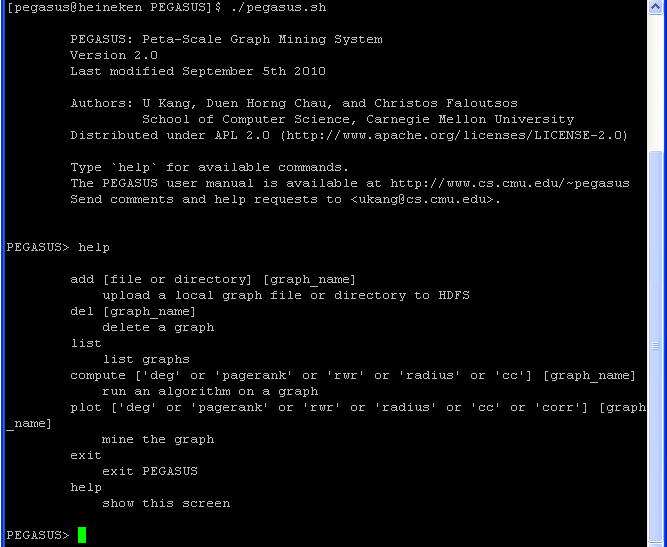 [pegasus@heineken PEGASUS]$ ./pegasus.sh
PEGASUS: Peta-Scale Graph Mining System
Version 2.0
Last modified September 5th 2010
Authors: U Kang, Duen Horng Chau, and Christos Faloutsos
School of Computer Science, Carnegie Mellon University
Distributed under APL 2.0 (http://www.apache.org/licenses/LICENSE-2.0)
Type `help` for available commands.
The PEGASUS user manual is available at http://www.cs.cmu.edu/~pegasus
Send comments and help requests to <ukang@cs.cmu.edu>.
PEGASUS> help
add [file or directory] [graph_name]
upload a local graph file or directory to HDFS
del [graph_name]
delete a graph
list
list graphs
compute ['deg' or 'pagerank' or 'rwr' or 'radius' or 'cc'] [graph_name]
run an algorithm on a graph
plot ['deg' or 'pagerank' or 'rwr' or 'radius' or 'cc' or 'corr'] [graph
_name]
mine the graph
exit
exit PEGASUS
help
show this screen
PEGASUS>